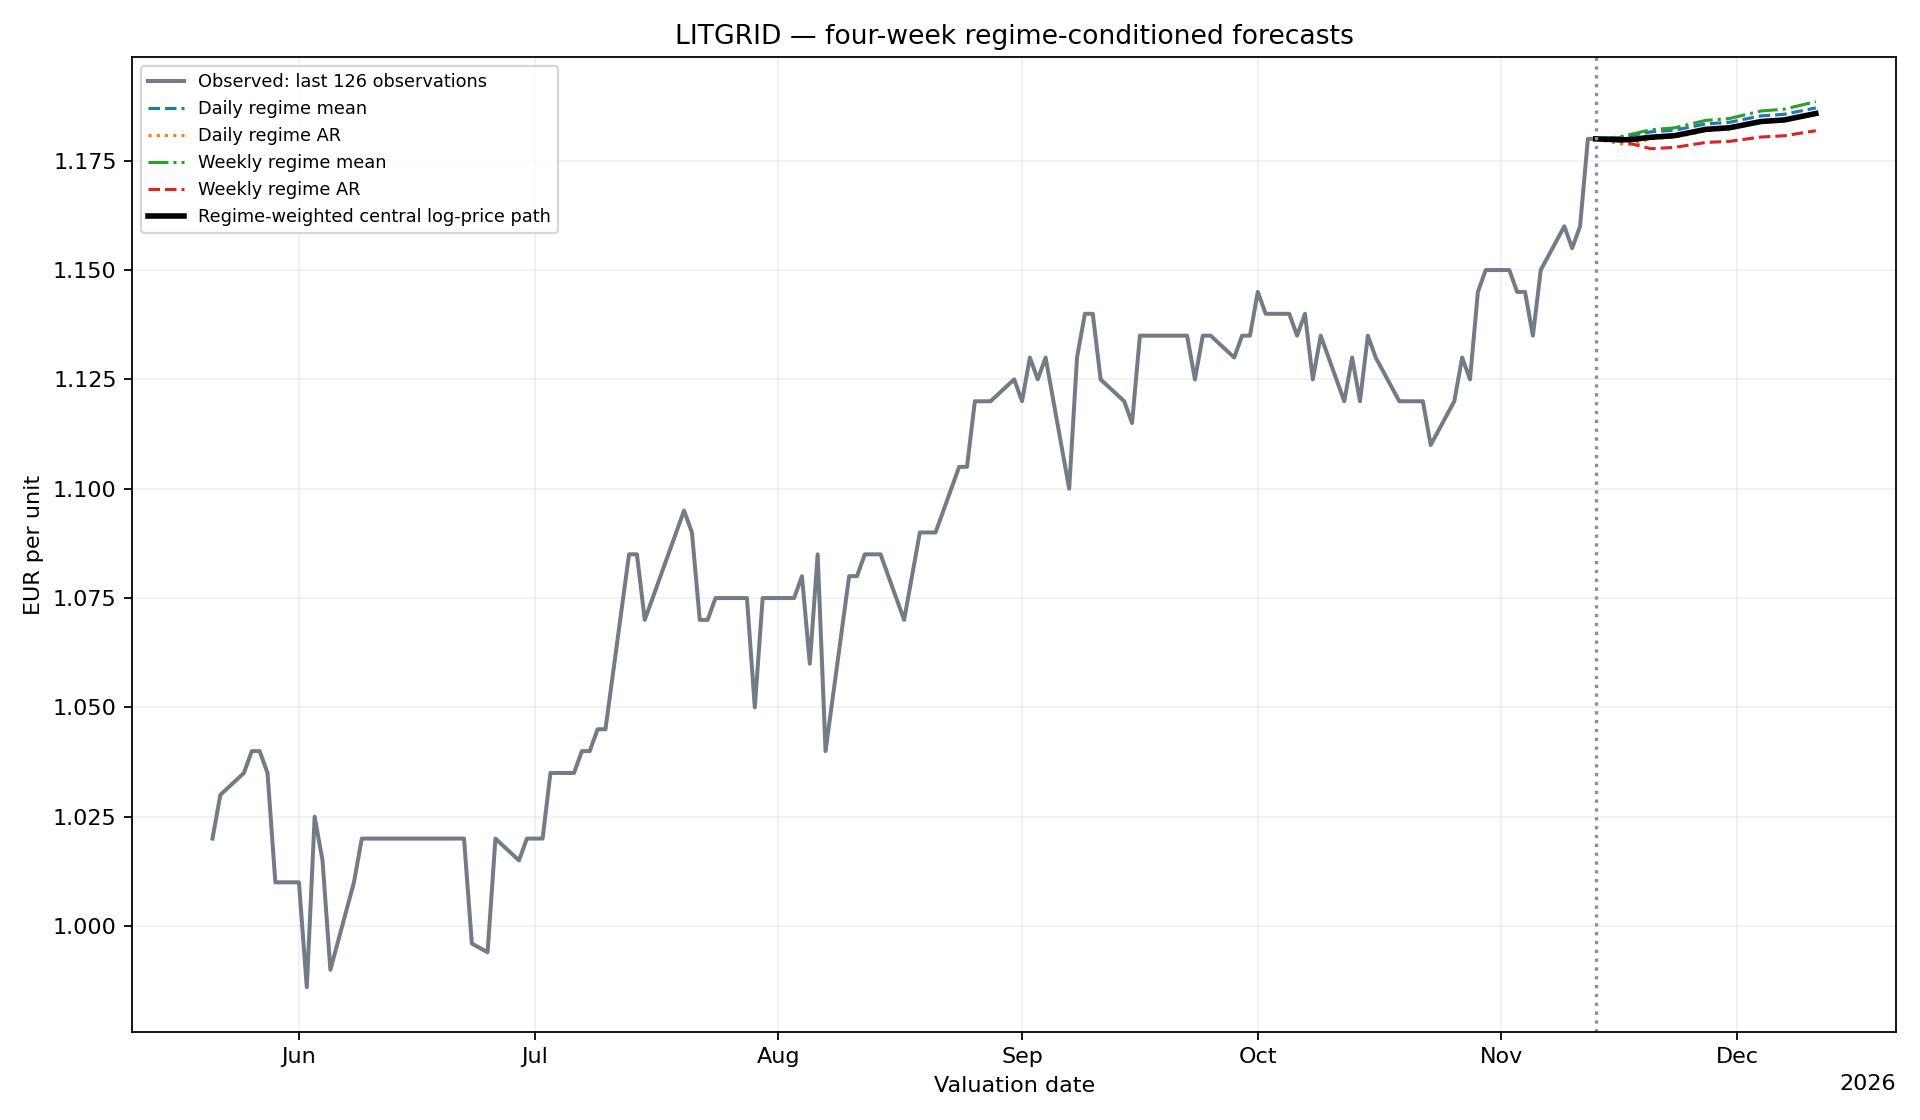 LITGRID — four-week regime-conditioned forecasts
Observed: last 126 observations
Daily regime mean
Daily regime AR
Weekly regime mean
Weekly regime AR
Regime-weighted central log-price path
EUR per unit
1.175
1.150
1.125
1.100
1.075
1.050
1.025
1.000
Jun
Jul
Aug
Sep
Oct
Nov
Dec
Valuation date
2026